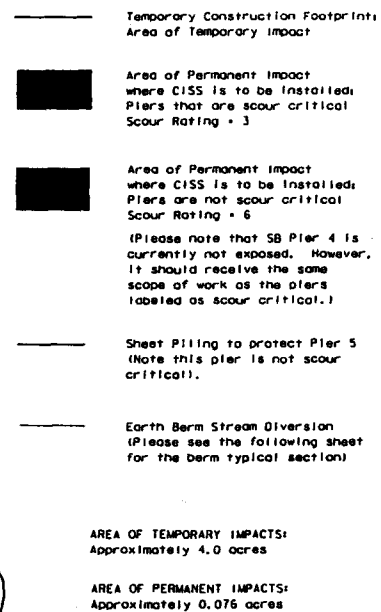 Temporary Construction Footprint:
Area of Temporary Impact
Area of Permanent Impact
where CISS is to be installed:
Piers that are scour critical
Scour Rating = 3
Area of Permanent Impact
where CISS is to be installed:
Piers are not scour critical
Scour Rating = 6
(Please note that SB Pier 4 is
currently not exposed. However,
it should receive the same
scope of work as the piers
labeled as scour critical.)
Sheet Piling to protect Pier 5
(Note this pier is not scour
critical).
Earth Berm Stream Diversion
(Please see the following sheet
for the berm typical section)
AREA OF TEMPORARY IMPACTS:
Approximately 4.0 acres
AREA OF PERMANENT IMPACTS:
Approximately 0.076 acres